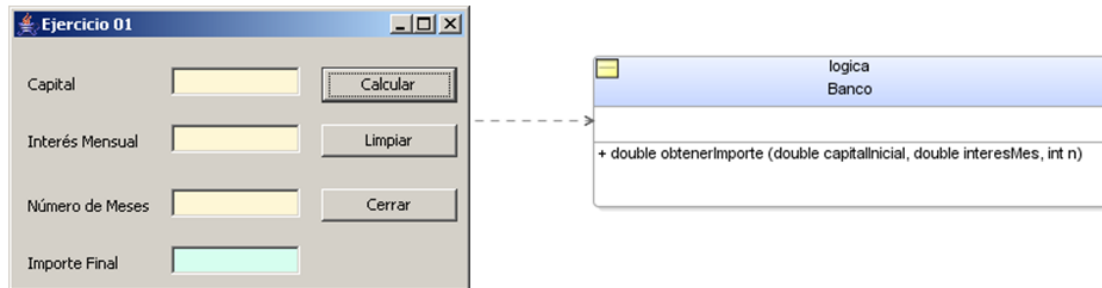 Ejercicio 01
Capital
Calcular
Interés Mensual
Limpiar
Número de Meses
Cerrar
Importe Final
logica
Banco
+ double obtenerImporte (double capitalInicial, double interesMes, int n)